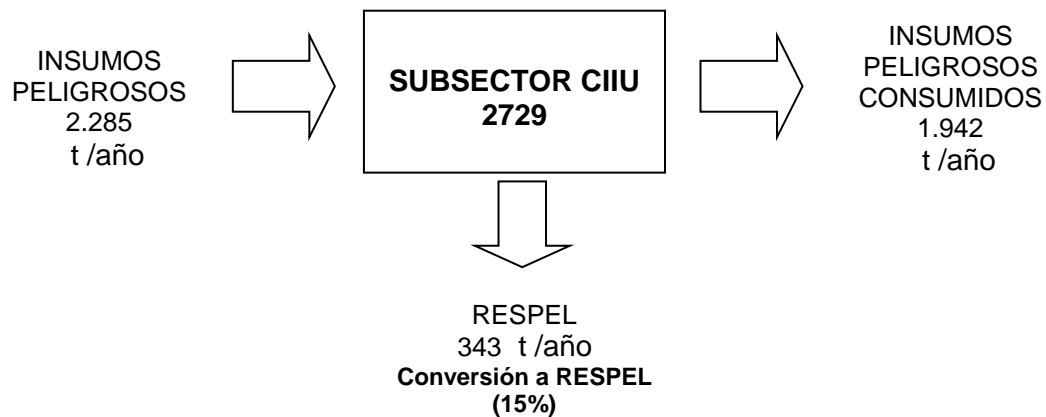 INSUMOS
PELIGROSOS
2.285
t /año
SUBSECTOR CIIU
2729
INSUMOS
PELIGROSOS
CONSUMIDOS
1.942
t /año
RESPEL
343 t /año
Conversión a RESPEL
(15%)